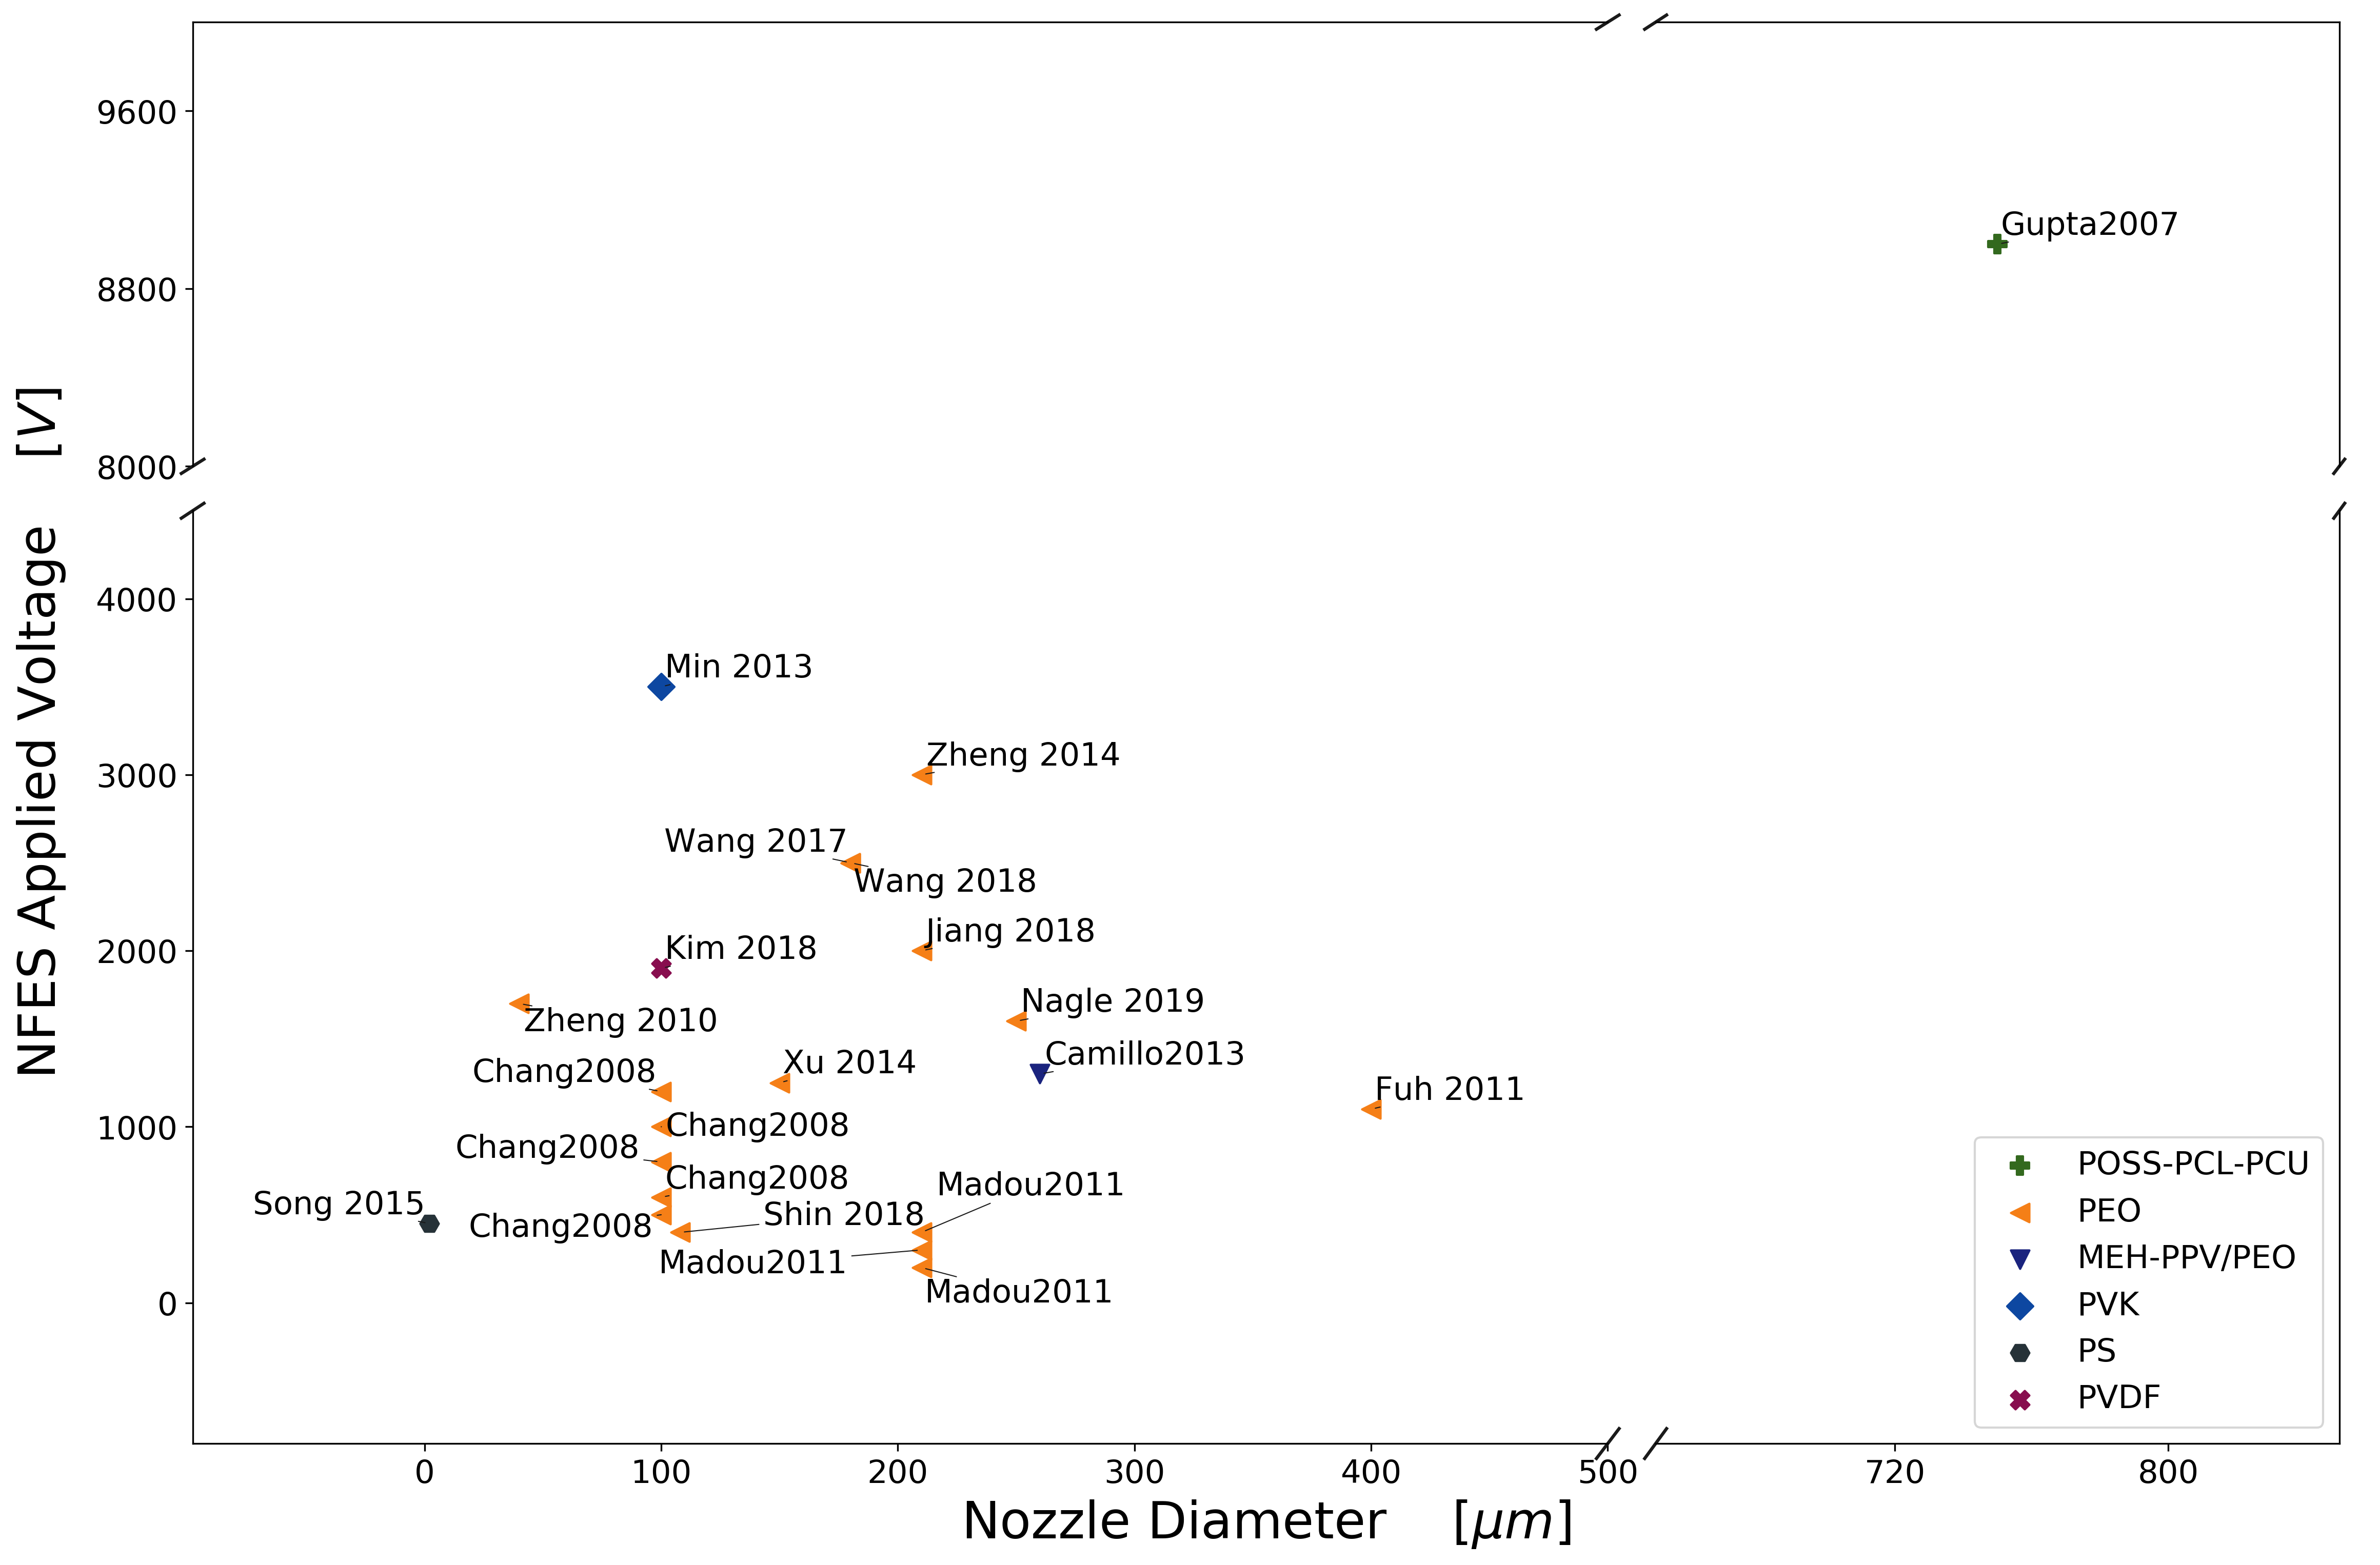 9600
Gupta2007
8800
8000
NFES Applied Voltage [V]
4000
Min 2013
Zheng 2014
3000
Wang 2017
Wang 2018
Jiang 2018
Kim 2018
2000
Nagle 2019
Zheng 2010
Camillo2013
Xu 2014
Chang2008
Fuh 2011
Chang2008
1000
Chang2008
Chang2008
Madou2011
Song 2015
Shin 2018
Chang2008
Madou2011
Madou2011
0
POSS-PCL-PCU
PEO
MEH-PPV/PEO
PVK
PS
PVDF
0 100 200 300 400 500 720 800
Nozzle Diameter [μm]